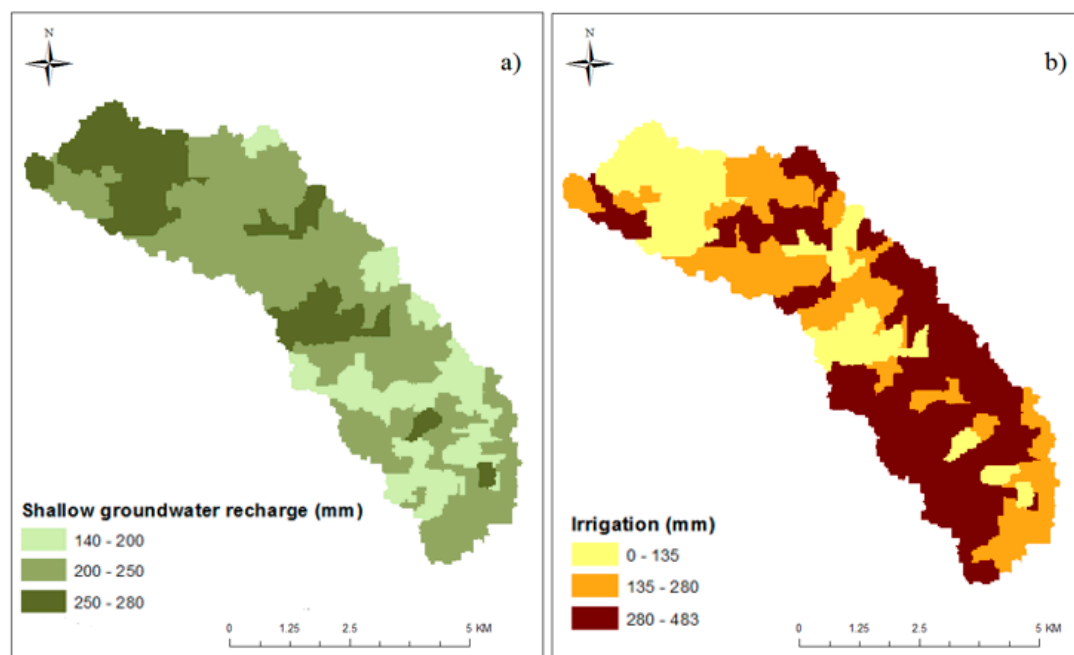 N
a)
Shallow groundwater recharge (mm)
140 - 200
200 - 250
250 - 280
0 1.25 2.5 5 KM
N
b)
Irrigation (mm)
0 - 135
135 - 280
280 - 483
0 1.25 2.5 5 KM